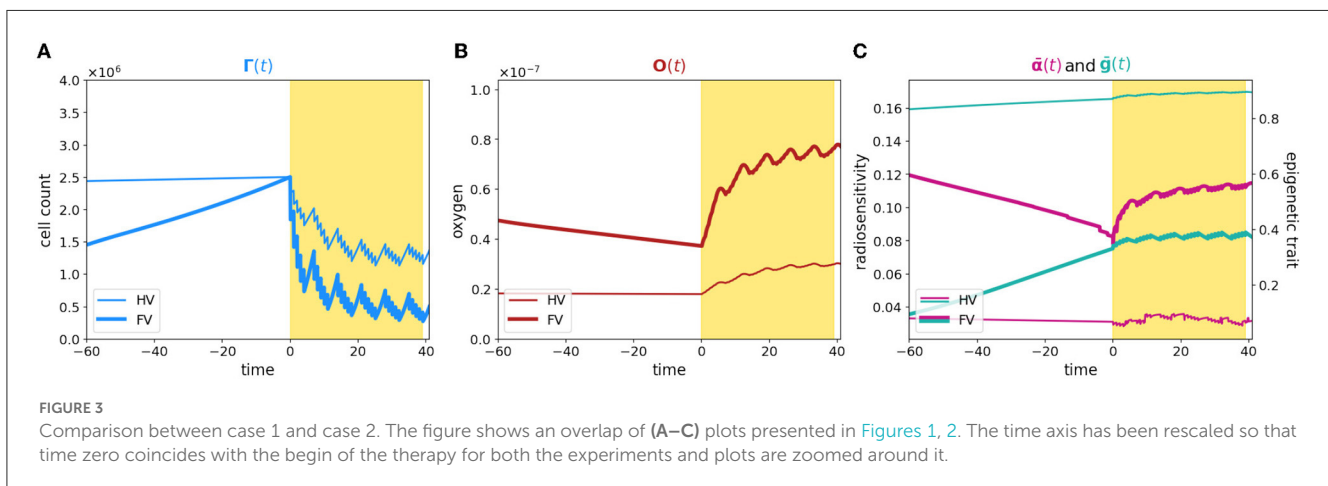 A
Γ(t)
×10⁶
4.0
3.5
3.0
2.5
2.0
1.5
1.0
0.5
0.0
cell count
HV
FV
−60
−40
−20
0
20
40
time
B
O(t)
×10⁻⁷
1.0
0.8
0.6
0.4
0.2
0.0
oxygen
HV
FV
−60
−40
−20
0
20
40
time
C
ᾱ(t) and ḡ(t)
0.16
0.14
0.12
0.10
0.08
0.06
0.04
radiosensitivity
0.8
0.6
0.4
0.2
epigenetic trait
HV
FV
−60
−40
−20
0
20
40
time
FIGURE 3
Comparison between case 1 and case 2. The figure shows an overlap of (A–C) plots presented in Figures 1, 2. The time axis has been rescaled so that
time zero coincides with the begin of the therapy for both the experiments and plots are zoomed around it.